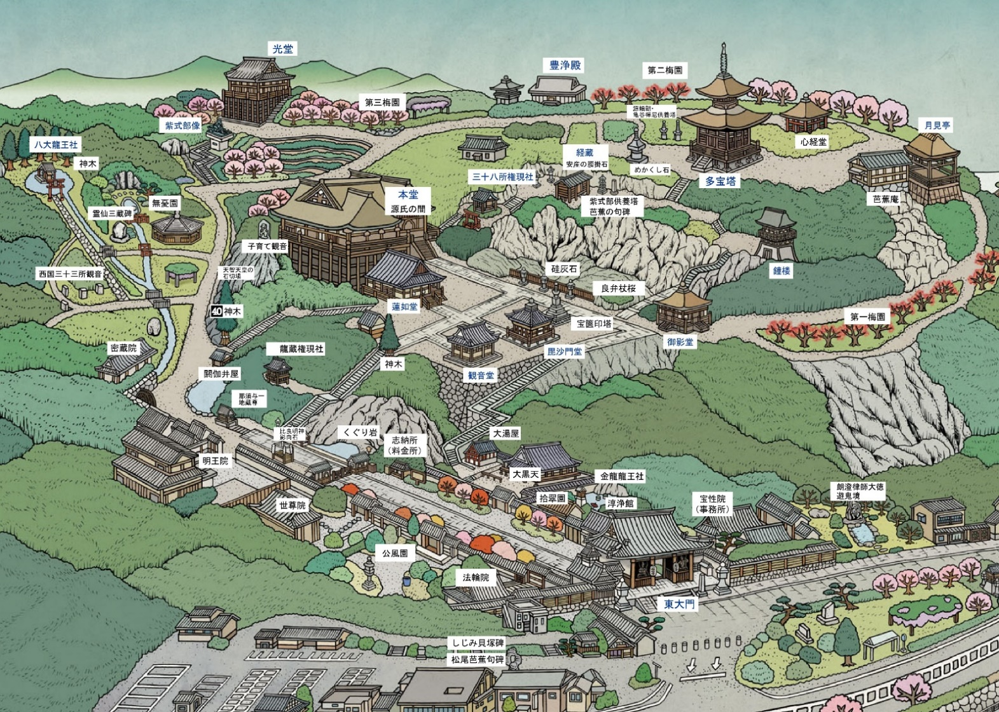 光堂
豊浄殿
第二梅園
第三梅園
源頼朝・
亀谷禅尼供養塔
紫式部像
月見亭
八大龍王社
神木
心経堂
経蔵
安産の腰掛石
めかくし石
三十八所権現社
多宝塔
本堂
源氏の間
紫式部供養塔
芭蕉の句碑
芭蕉庵
無憂園
霊仙三蔵碑
子育て観音
天智天皇の
石切場
西国三十三所観音
硅灰石
鐘楼
良弁杖桜
蓮如堂
40 神木
第一梅園
宝篋印塔
御影堂
密蔵院
龍蔵権現社
毘沙門堂
神木
観音堂
閼伽井屋
那須与一
地蔵尊
比良明神
影向石
くぐり岩
大湯屋
志納所
(料金所)
明王院
大黒天
金龍龍王社
朗澄律師大徳
遊鬼境
拾翠園
淳浄館
宝性院
(事務所)
世尊院
公風園
法輪院
東大門
しじみ貝塚碑
松尾芭蕉句碑